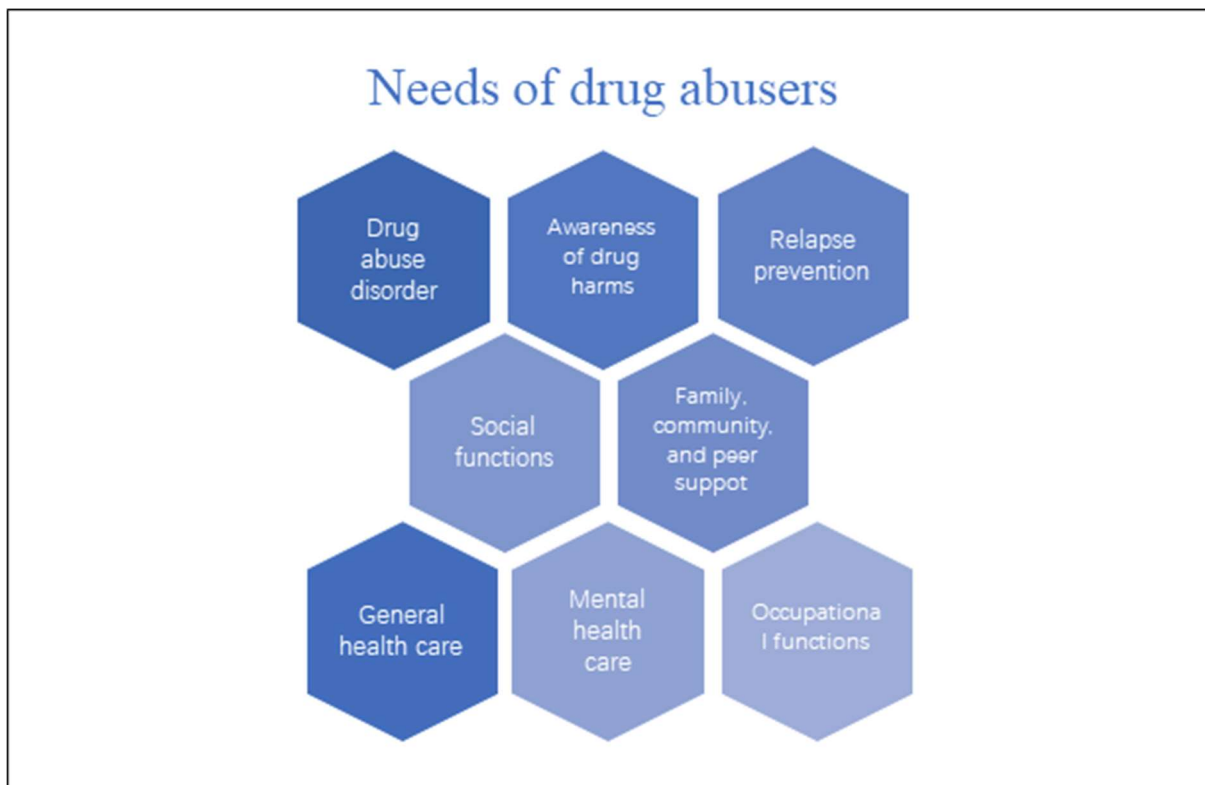 Needs of drug abusers
Drug
abuse
disorder
Awareness
of drug
harms
Relapse
prevention
Social
functions
Family,
community,
and peer
suppot
General
health care
Mental
health
care
Occupationa
l functions